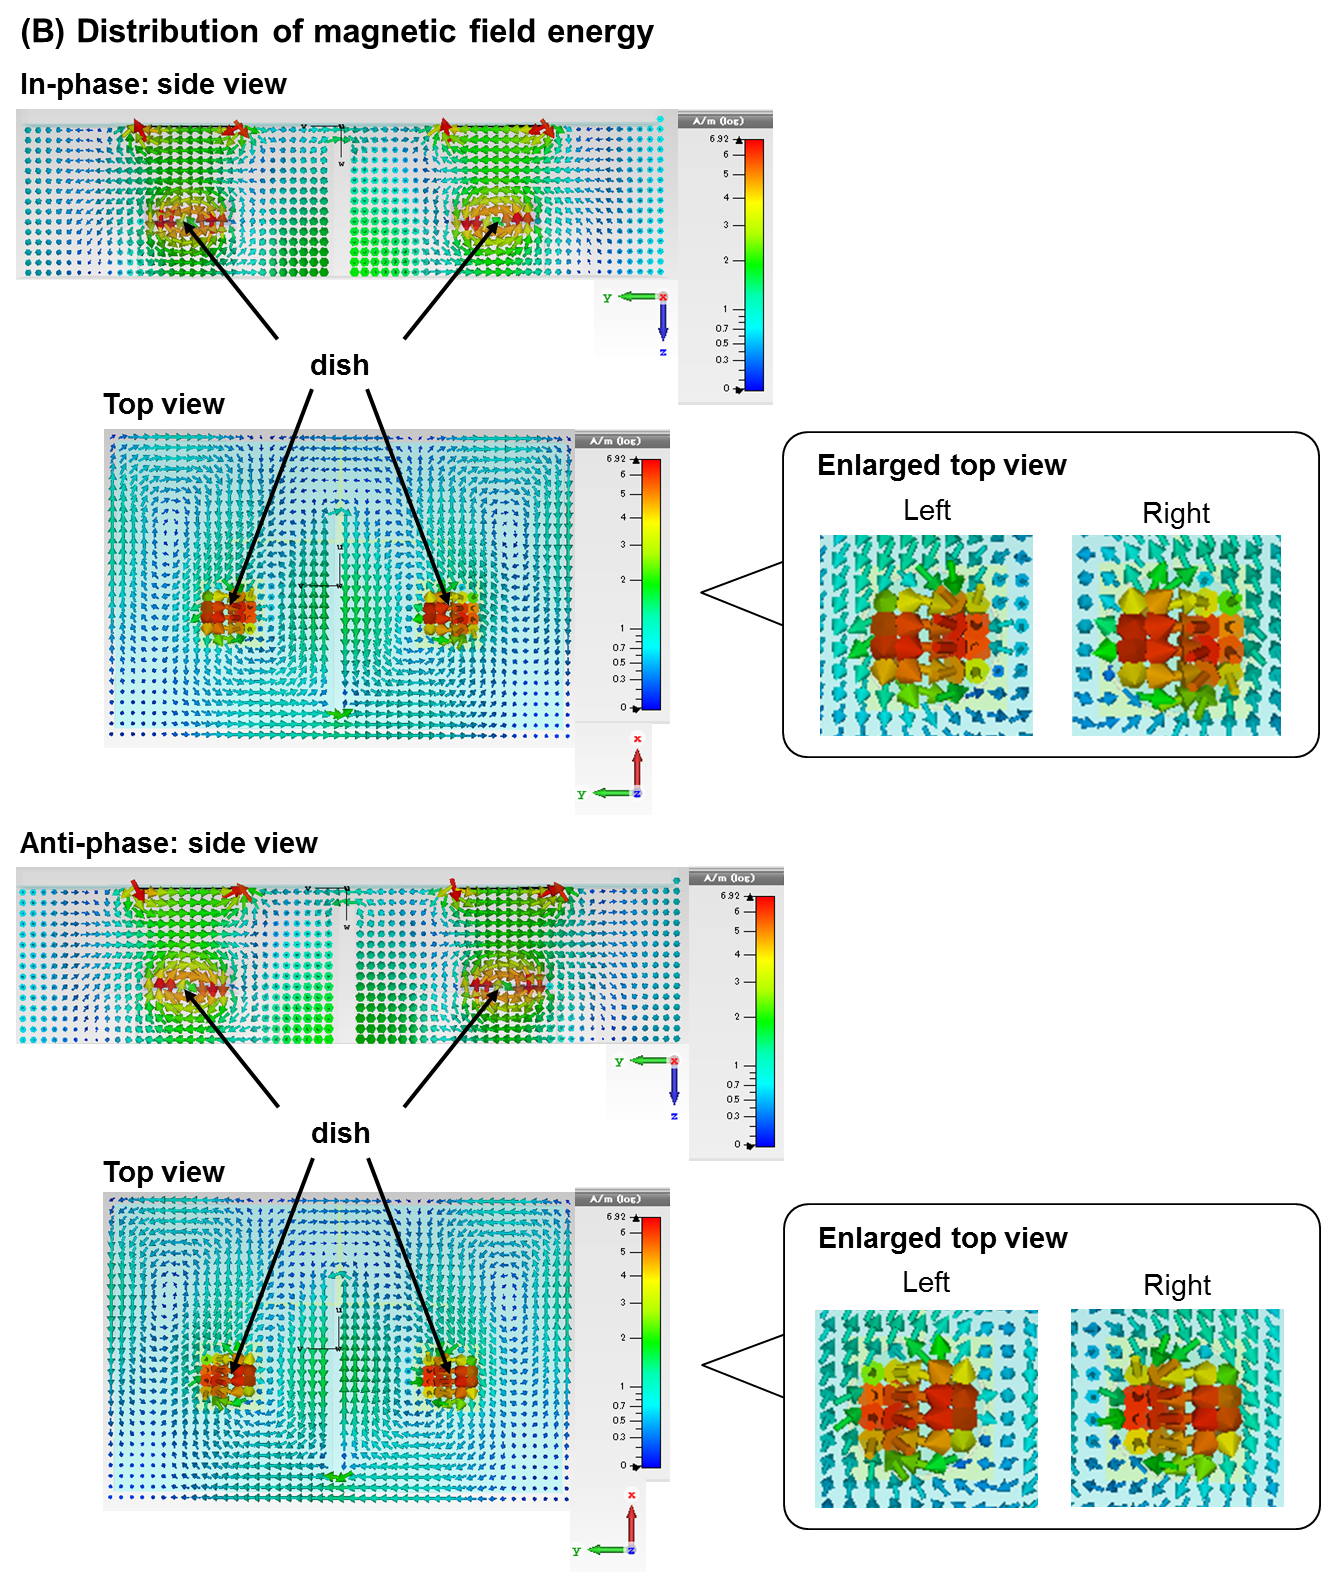 (B) Distribution of magnetic field energy
In-phase: side view
A/m (log)
6.92
6
5
4
3
2
1
0.7
0.5
0.3
0
v
u
w
y
x
z
dish
Top view
A/m (log)
6.92
6
5
4
3
2
1
0.7
0.5
0.3
0
u
v
w
x
y
z
Enlarged top view
Left
Right
Anti-phase: side view
A/m (log)
6.92
6
5
4
3
2
1
0.7
0.5
0.3
0
v
u
w
y
x
z
dish
Top view
A/m (log)
6.92
6
5
4
3
2
1
0.7
0.5
0.3
0
u
v
w
x
y
z
Enlarged top view
Left
Right